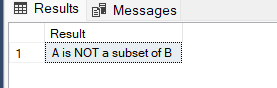 Results Messages
Result
1 A is NOT a subset of B